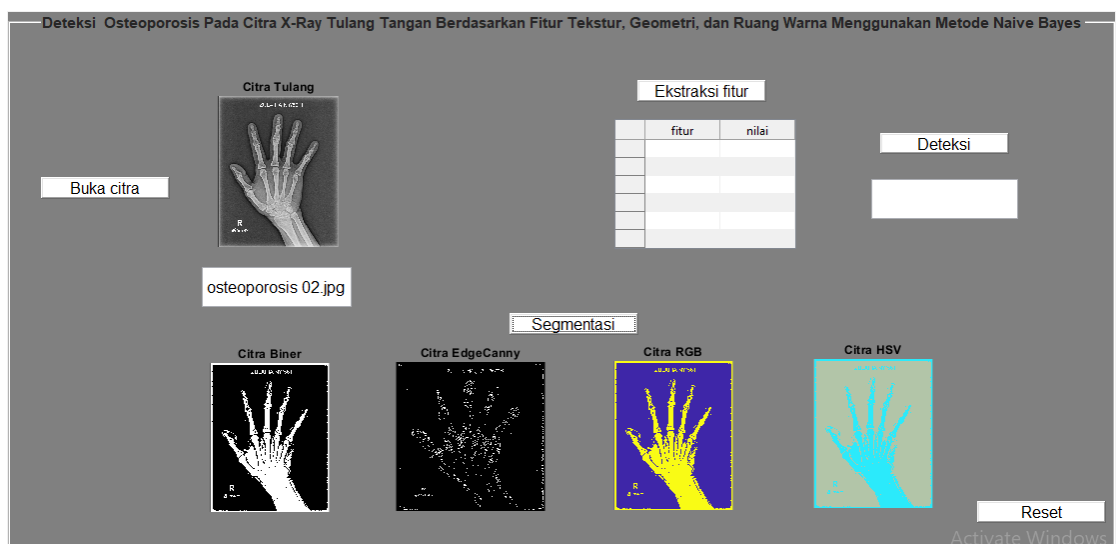 Deteksi Osteoporosis Pada Citra X-Ray Tulang Tangan Berdasarkan Fitur Tekstur, Geometri, dan Ruang Warna Menggunakan Metode Naive Bayes
Citra Tulang
R
Buka citra
osteoporosis 02.jpg
Ekstraksi fitur
fitur nilai
Deteksi
Segmentasi
Citra Biner
R
Citra EdgeCanny
Citra RGB
R
Citra HSV
R
Reset
Activate Windows